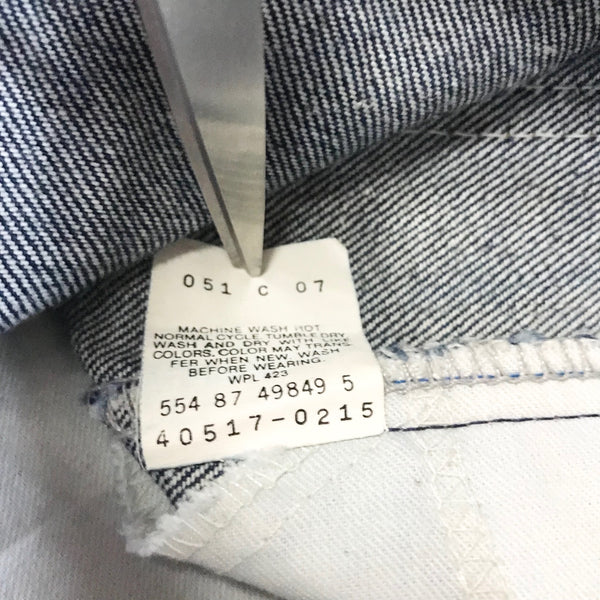 051 C 07
MACHINE WASH HOT
NORMAL CYCLE TUMBLE DRY
WASH AND DRY WITH LIKE
COLORS. COLOR MAY TRANS
FER WHEN NEW. WASH
BEFORE WEARING.
WPL 423
554 87 49849 5
40517-0215